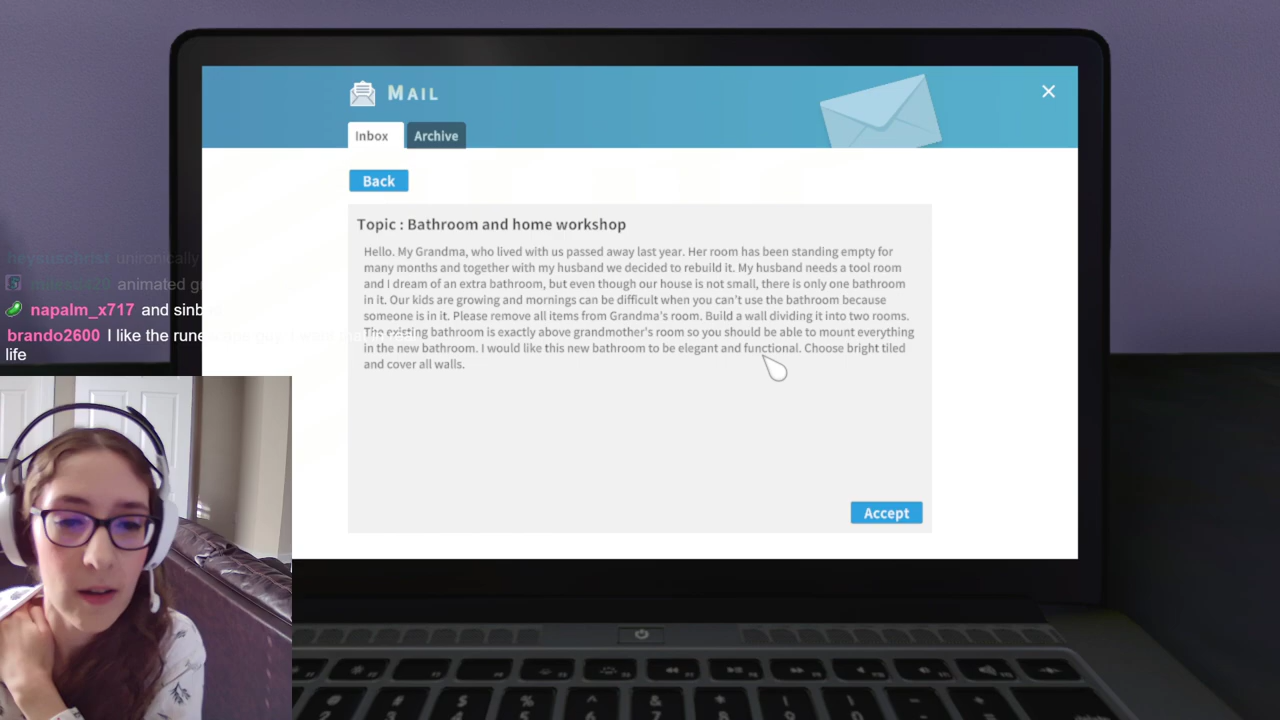 MAIL
Inbox
Archive
Back
Topic : Bathroom and home workshop
Hello. My Grandma, who lived with us passed away last year. Her room has been standing empty for
many months and together with my husband we decided to rebuild it. My husband needs a tool room
and I dream of an extra bathroom, but even though our house is not small, there is only one bathroom
in it. Our kids are growing and mornings can be difficult when you can't use the bathroom because
someone is in it. Please remove all items from Grandma's room. Build a wall dividing it into two rooms.
The existing bathroom is exactly above grandmother's room so you should be able to mount everything
in the new bathroom. I would like this new bathroom to be elegant and functional. Choose bright tiled
and cover all walls.
Accept
heysuschrist unironically
animated
napalm_x717 and
brando2600 I like the
life